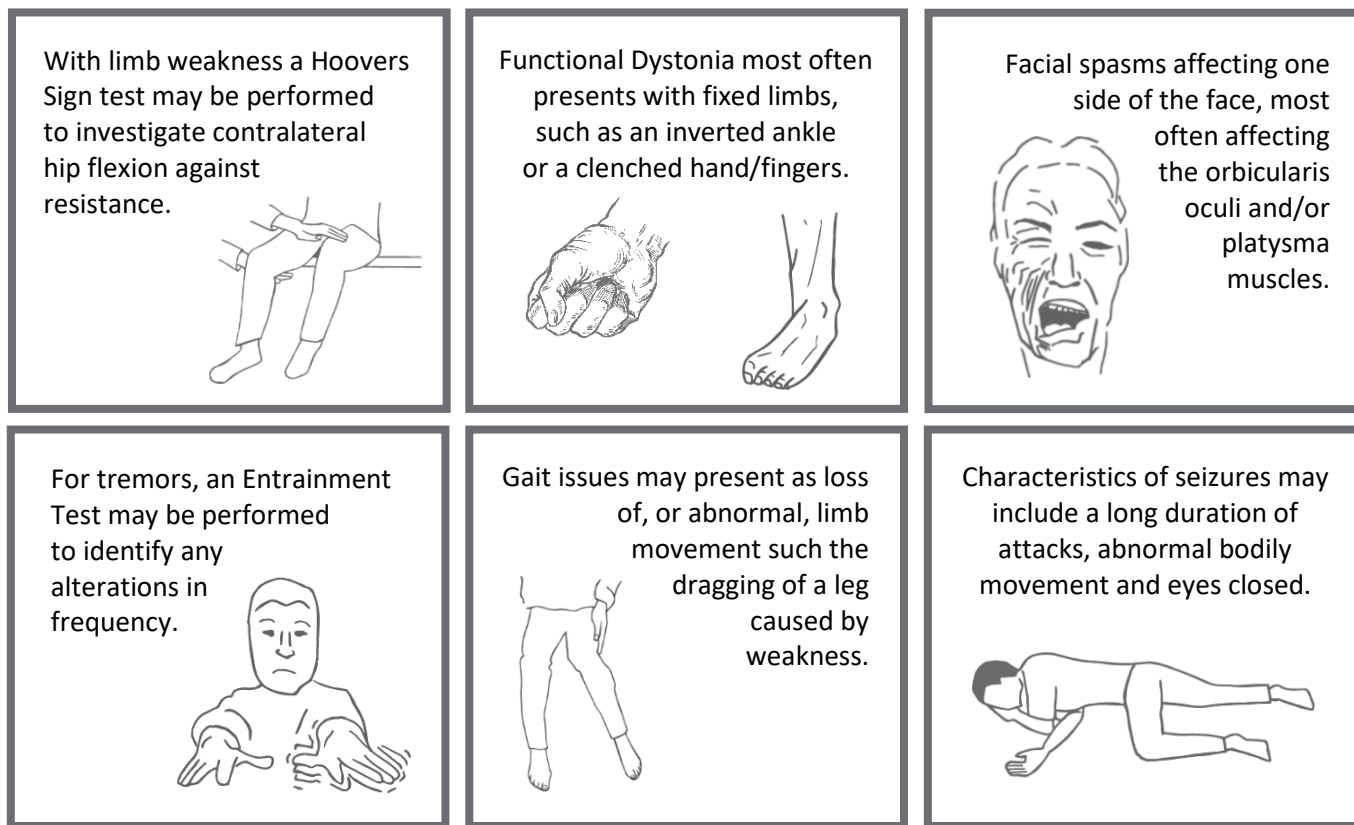 With limb weakness a Hoovers
Sign test may be performed
to investigate contralateral
hip flexion against
resistance.
Functional Dystonia most often
presents with fixed limbs,
such as an inverted ankle
or a clenched hand/fingers.
Facial spasms affecting one
side of the face, most
often affecting
the orbicularis
oculi and/or
platysma
muscles.
For tremors, an Entrainment
Test may be performed
to identify any
alterations in
frequency.
Gait issues may present as loss
of, or abnormal, limb
movement such the
dragging of a leg
caused by
weakness.
Characteristics of seizures may
include a long duration of
attacks, abnormal bodily
movement and eyes closed.